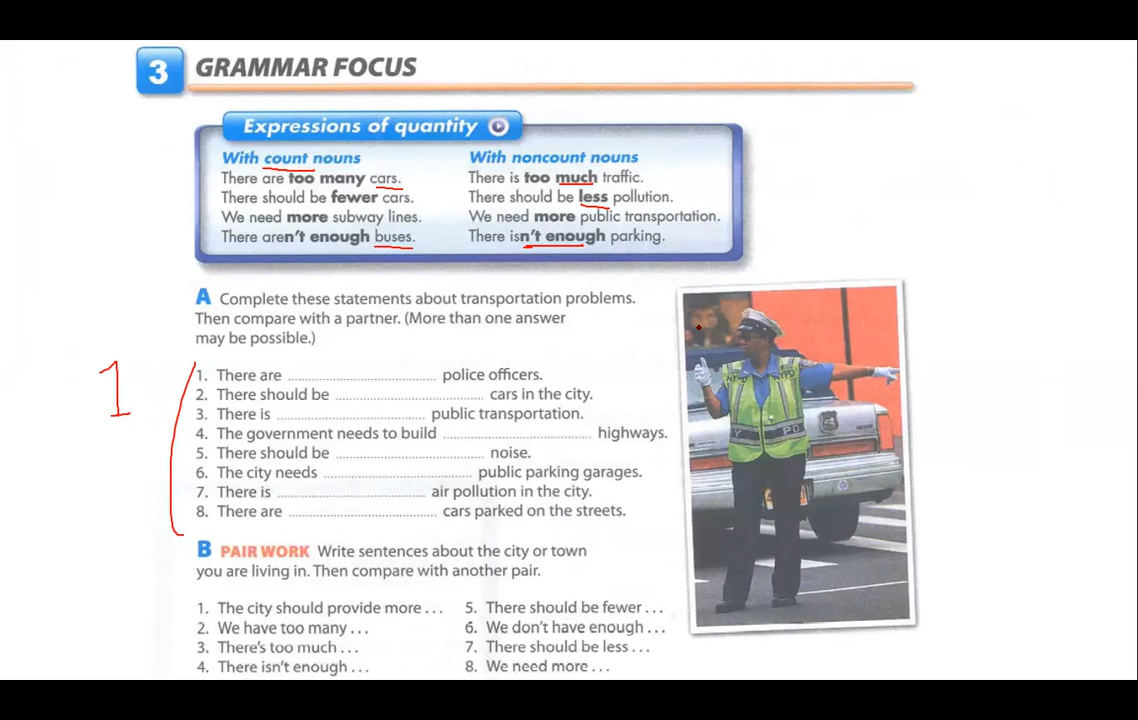 3 GRAMMAR FOCUS
Expressions of quantity
With count nouns
There are too many cars.
There should be fewer cars.
We need more subway lines.
There aren't enough buses.
With noncount nouns
There is too much traffic.
There should be less pollution.
We need more public transportation.
There isn't enough parking.
A Complete these statements about transportation problems.
Then compare with a partner. (More than one answer
may be possible.)
1
1. There are .................................... police officers.
2. There should be .................................... cars in the city.
3. There is .................................... public transportation.
4. The government needs to build .................................... highways.
5. There should be .................................... noise.
6. The city needs .................................... public parking garages.
7. There is .................................... air pollution in the city.
8. There are .................................... cars parked on the streets.
B PAIR WORK Write sentences about the city or town
you are living in. Then compare with another pair.
1. The city should provide more . . .
2. We have too many . . .
3. There's too much . . .
4. There isn't enough . . .
5. There should be fewer . . .
6. We don't have enough . . .
7. There should be less . . .
8. We need more . . .
NYPD
NYPD
Y PD